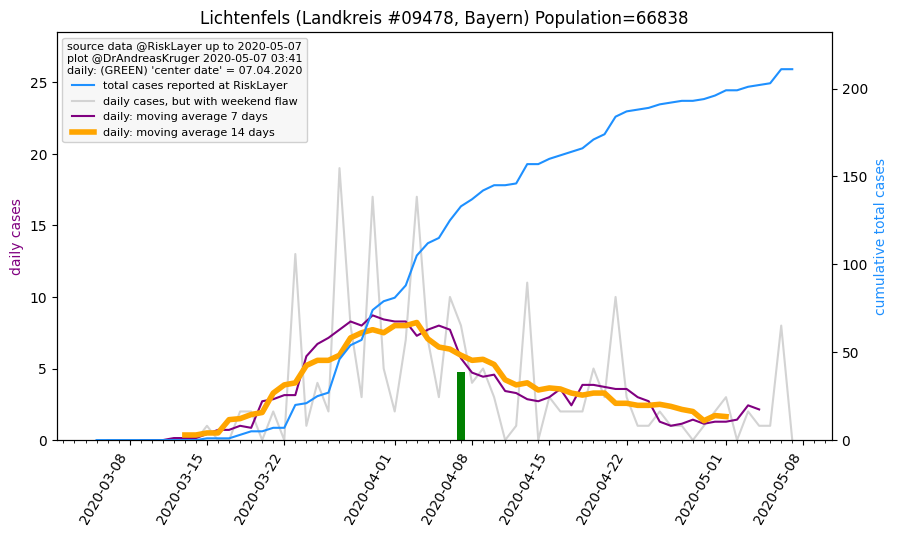 Lichtenfels (Landkreis #09478, Bayern) Population=66838
source data @RiskLayer up to 2020-05-07
plot @DrAndreasKruger 2020-05-07 03:41
daily: (GREEN) 'center date' = 07.04.2020
total cases reported at RiskLayer
daily cases, but with weekend flaw
daily: moving average 7 days
daily: moving average 14 days
daily cases
25
20
15
10
5
0
cumulative total cases
200
150
100
50
0
2020-03-08
2020-03-15
2020-03-22
2020-04-01
2020-04-08
2020-04-15
2020-04-22
2020-05-01
2020-05-08